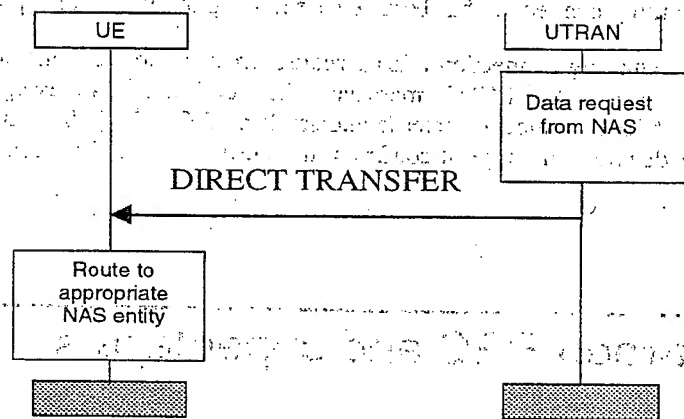 UE
UTRAN
Data request
from NAS
DIRECT TRANSFER
Route to
appropriate
NAS entity